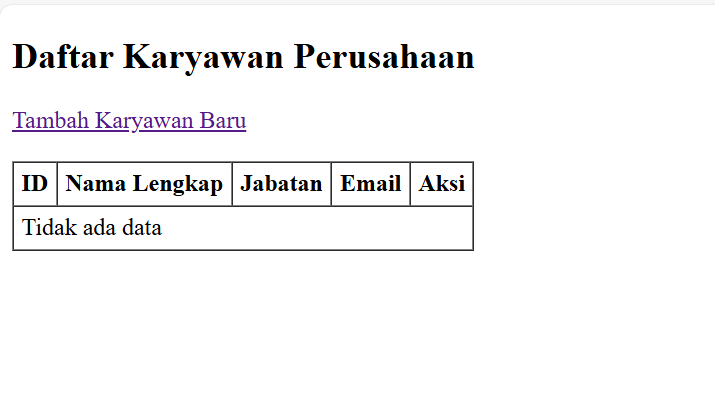 Daftar Karyawan Perusahaan
Tambah Karyawan Baru
ID Nama Lengkap Jabatan Email Aksi
Tidak ada data